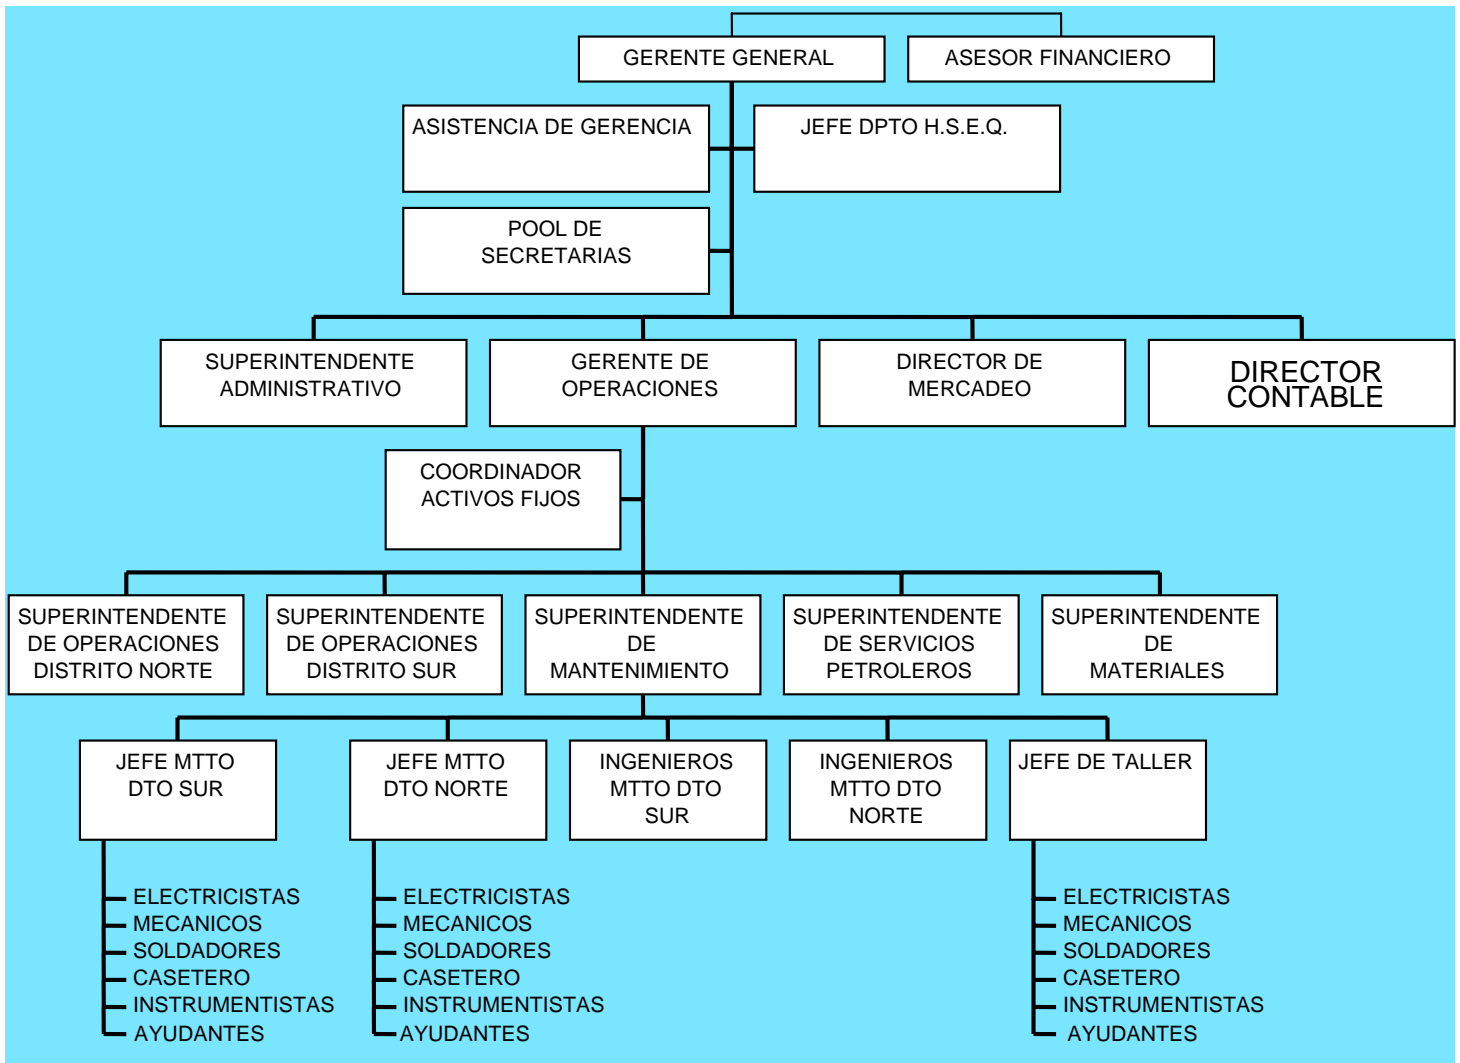 GERENTE GENERAL
ASESOR FINANCIERO
ASISTENCIA DE GERENCIA
JEFE DPTO H.S.E.Q.
POOL DE
SECRETARIAS
SUPERINTENDENTE
ADMINISTRATIVO
GERENTE DE
OPERACIONES
DIRECTOR DE
MERCADEO
DIRECTOR
CONTABLE
COORDINADOR
ACTIVOS FIJOS
SUPERINTENDENTE
DE OPERACIONES
DISTRITO NORTE
SUPERINTENDENTE
DE OPERACIONES
DISTRITO SUR
SUPERINTENDENTE
DE
MANTENIMIENTO
SUPERINTENDENTE
DE SERVICIOS
PETROLEROS
SUPERINTENDENTE
DE
MATERIALES
JEFE MTTO
DTO SUR
JEFE MTTO
DTO NORTE
INGENIEROS
MTTO DTO
SUR
INGENIEROS
MTTO DTO
NORTE
JEFE DE TALLER
ELECTRICISTAS
MECANICOS
SOLDADORES
CASETERO
INSTRUMENTISTAS
AYUDANTES
ELECTRICISTAS
MECANICOS
SOLDADORES
CASETERO
INSTRUMENTISTAS
AYUDANTES
ELECTRICISTAS
MECANICOS
SOLDADORES
CASETERO
INSTRUMENTISTAS
AYUDANTES